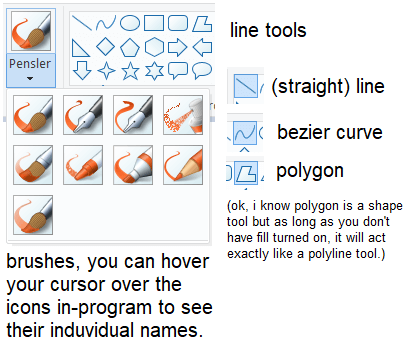 Pensler
line tools
(straight) line
bezier curve
polygon
(ok, i know polygon is a shape
tool but as long as you don't
have fill turned on, it will act
exactly like a polyline tool.)
brushes, you can hover
your cursor over the
icons in-program to see
their induvidual names.